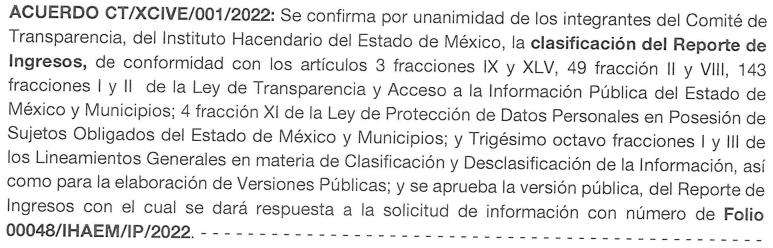 ACUERDO CT/XCIVE/001/2022: Se confirma por unanimidad de los integrantes del Comité de
Transparencia, del Instituto Hacendario del Estado de México, la clasificación del Reporte de
Ingresos, de conformidad con los artículos 3 fracciones IX y XLV, 49 fracción II y VIII, 143
fracciones I y II de la Ley de Transparencia y Acceso a la Información Pública del Estado de
México y Municipios; 4 fracción XI de la Ley de Protección de Datos Personales en Posesión de
Sujetos Obligados del Estado de México y Municipios; y Trigésimo octavo fracciones I y III de
los Lineamientos Generales en materia de Clasificación y Desclasificación de la Información, así
como para la elaboración de Versiones Públicas; y se aprueba la versión pública, del Reporte de
Ingresos con el cual se dará respuesta a la solicitud de información con número de Folio
00048/IHAEM/IP/2022. - - - - - - - - - - - - - - - - - - - - - - - - - - - - - - - - - - - - - - - - - - - - - - -